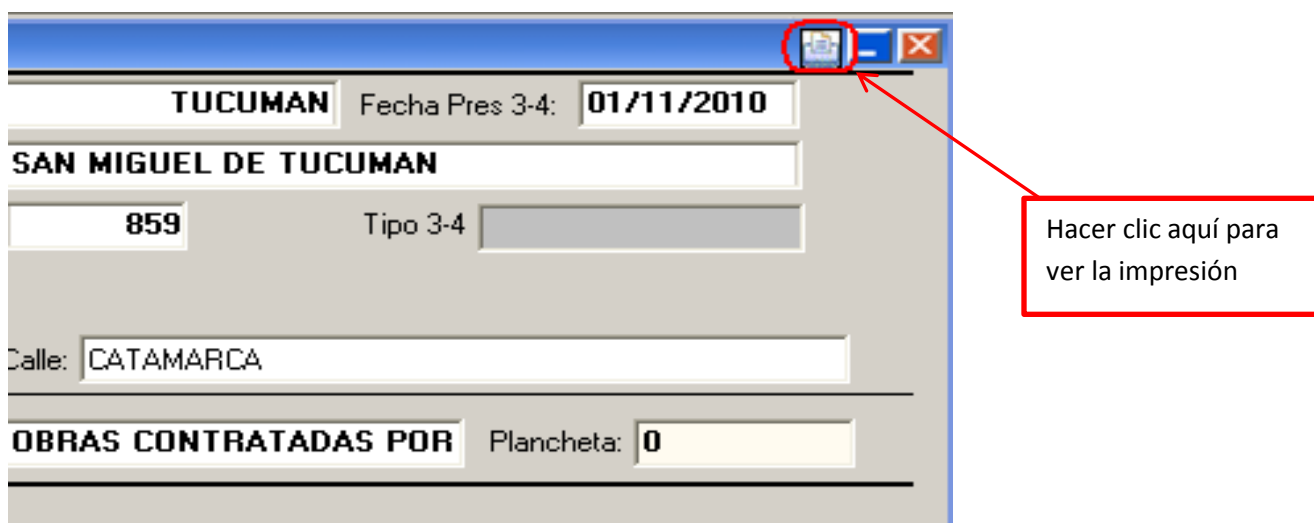 TUCUMAN Fecha Pres 3-4: 01/11/2010
SAN MIGUEL DE TUCUMAN
859 Tipo 3-4
Hacer clic aquí para
ver la impresión
Calle: CATAMARCA
OBRAS CONTRATADAS POR Plancheta: 0